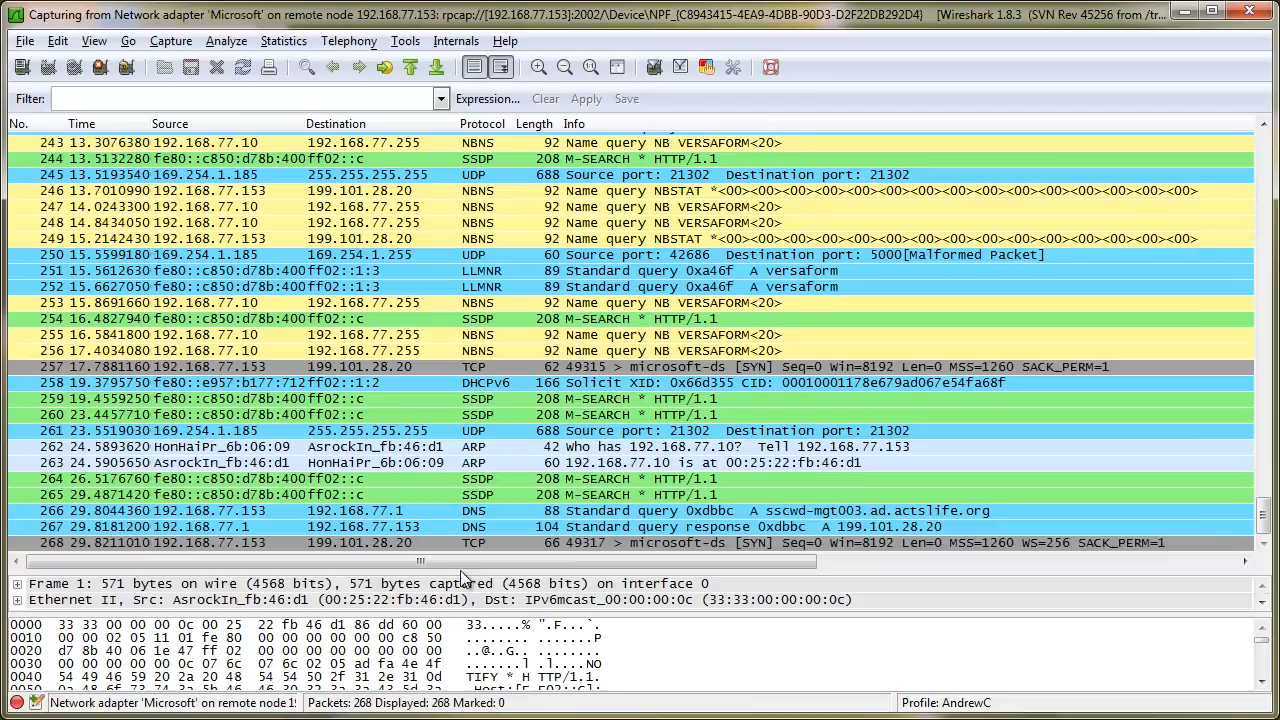 Capturing from Network adapter 'Microsoft' on remote node 192.168.77.153: rpcap://[192.168.77.153]:2002/\Device\NPF_{C8943415-4EA9-4DBB-90D3-D2F22DB292D4} [Wireshark 1.8.3 (SVN Rev 45256 from /tr...
File Edit View Go Capture Analyze Statistics Telephony Tools Internals Help
Filter: Expression... Clear Apply Save
No. Time Source Destination Protocol Length Info
243 13.3076380 192.168.77.10 192.168.77.255 NBNS 92 Name query NB VERSAFORM<20>
244 13.5132280 fe80::c850:d78b:400 ff02::c SSDP 208 M-SEARCH * HTTP/1.1
245 13.5193540 169.254.1.185 255.255.255.255 UDP 688 Source port: 21302 Destination port: 21302
246 13.7010990 192.168.77.153 199.101.28.20 NBNS 92 Name query NBSTAT *<00><00><00><00><00><00><00><00><00><00><00><00><00><00><00>
247 14.0243300 192.168.77.10 192.168.77.255 NBNS 92 Name query NB VERSAFORM<20>
248 14.8434050 192.168.77.10 192.168.77.255 NBNS 92 Name query NB VERSAFORM<20>
249 15.2142430 192.168.77.153 199.101.28.20 NBNS 92 Name query NBSTAT *<00><00><00><00><00><00><00><00><00><00><00><00><00><00><00>
250 15.5599180 169.254.1.185 169.254.1.185 UDP 60 Source port: 42686 Destination port: 5000[Malformed Packet]
251 15.5612630 fe80::c850:d78b:400 ff02::1:3 LLMNR 89 Standard query 0xa46f A versaform
252 15.6627050 fe80::c850:d78b:400 ff02::1:3 LLMNR 89 Standard query 0xa46f A versaform
253 15.8691660 192.168.77.10 192.168.77.255 NBNS 92 Name query NB VERSAFORM<20>
254 16.4827940 fe80::c850:d78b:400 ff02::c SSDP 208 M-SEARCH * HTTP/1.1
255 16.5841800 192.168.77.10 192.168.77.255 NBNS 92 Name query NB VERSAFORM<20>
256 17.4034080 192.168.77.10 192.168.77.255 NBNS 92 Name query NB VERSAFORM<20>
257 17.7881160 192.168.77.153 199.101.28.20 TCP 62 49315 > microsoft-ds [SYN] Seq=0 Win=8192 Len=0 MSS=1260 SACK_PERM=1
258 19.3795750 fe80::e957:b177:712 ff02::1:2 DHCPv6 166 Solicit XID: 0x66d355 CID: 00010001178e679ad067e54fa68f
259 19.4559250 fe80::c850:d78b:400 ff02::c SSDP 208 M-SEARCH * HTTP/1.1
260 23.4457710 fe80::c850:d78b:400 ff02::c SSDP 208 M-SEARCH * HTTP/1.1
261 23.5519030 169.254.1.185 255.255.255.255 UDP 688 Source port: 21302 Destination port: 21302
262 24.5893620 HonHaiPr_6b:06:09 AsrockIn_fb:46:d1 ARP 42 Who has 192.168.77.10? Tell 192.168.77.153
263 24.5905650 AsrockIn_fb:46:d1 HonHaiPr_6b:06:09 ARP 60 192.168.77.10 is at 00:25:22:fb:46:d1
264 26.5176760 fe80::c850:d78b:400 ff02::c SSDP 208 M-SEARCH * HTTP/1.1
265 29.4871420 fe80::c850:d78b:400 ff02::c SSDP 208 M-SEARCH * HTTP/1.1
266 29.8044360 192.168.77.153 192.168.77.1 DNS 88 Standard query 0xdbbc A sscwd-mgt003.ad.actslife.org
267 29.8181200 192.168.77.1 192.168.77.153 DNS 104 Standard query response 0xdbbc A 199.101.28.20
268 29.8211010 192.168.77.153 199.101.28.20 TCP 66 49317 > microsoft-ds [SYN] Seq=0 Win=8192 Len=0 MSS=1260 WS=256 SACK_PERM=1
Frame 1: 571 bytes on wire (4568 bits), 571 bytes captured (4568 bits) on interface 0
Ethernet II, Src: AsrockIn_fb:46:d1 (00:25:22:fb:46:d1), Dst: IPv6mcast_00:00:00:0c (33:33:00:00:00:0c)
0000 33 33 00 00 00 0c 00 25 22 fb 46 d1 86 dd 60 00 33.....% ".F...`.
0010 00 00 02 05 11 01 fe 80 00 00 00 00 00 00 c8 50 ........ .......P
0020 d7 8b 40 06 1e 47 ff 02 00 00 00 00 00 00 00 00 ..@..G.. ........
0030 00 00 00 00 00 0c 07 6c 07 6c 02 05 ad fa 4e 4f .......l .l....NO
0040 54 49 46 59 20 2a 20 48 54 54 50 2f 31 2e 31 0d TIFY * H TTP/1.1.
Network adapter 'Microsoft' on remote node 1 Packets: 268 Displayed: 268 Marked: 0 Profile: AndrewC